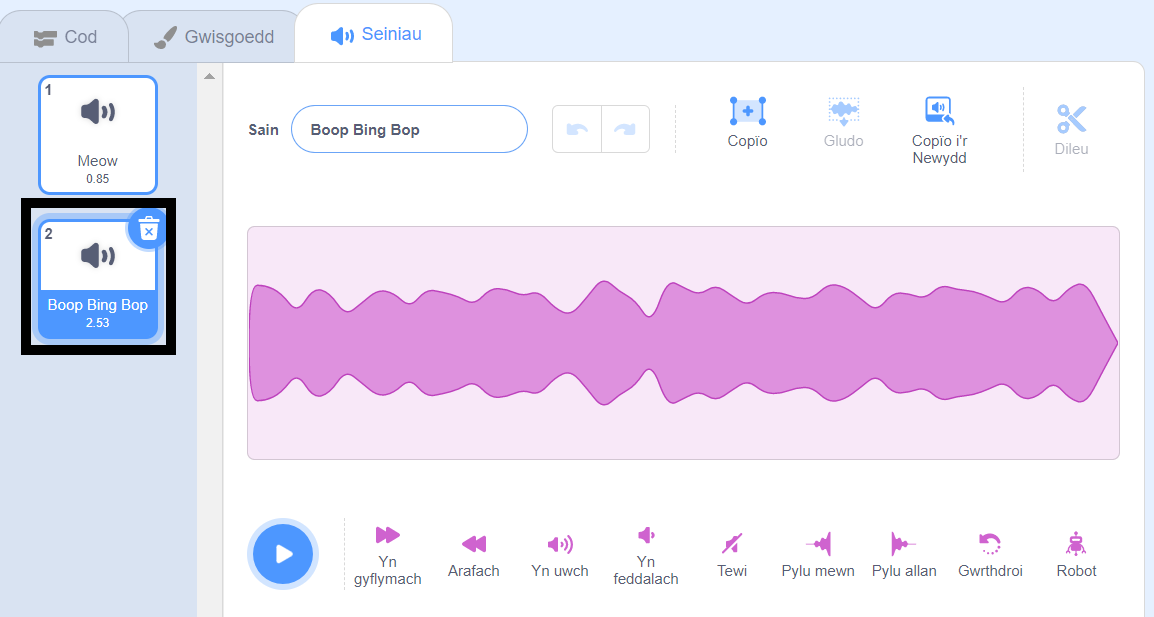 Cod
Gwisgoedd
Seiniau
1
Meow
0.85
2
Boop Bing Bop
2.53
Sain
Boop Bing Bop
Copïo
Gludo
Copïo i'r
Newydd
Dileu
Yn
gyflymach
Arafach
Yn uwch
Yn
feddalach
Tewi
Pylu mewn
Pylu allan
Gwrthdroi
Robot